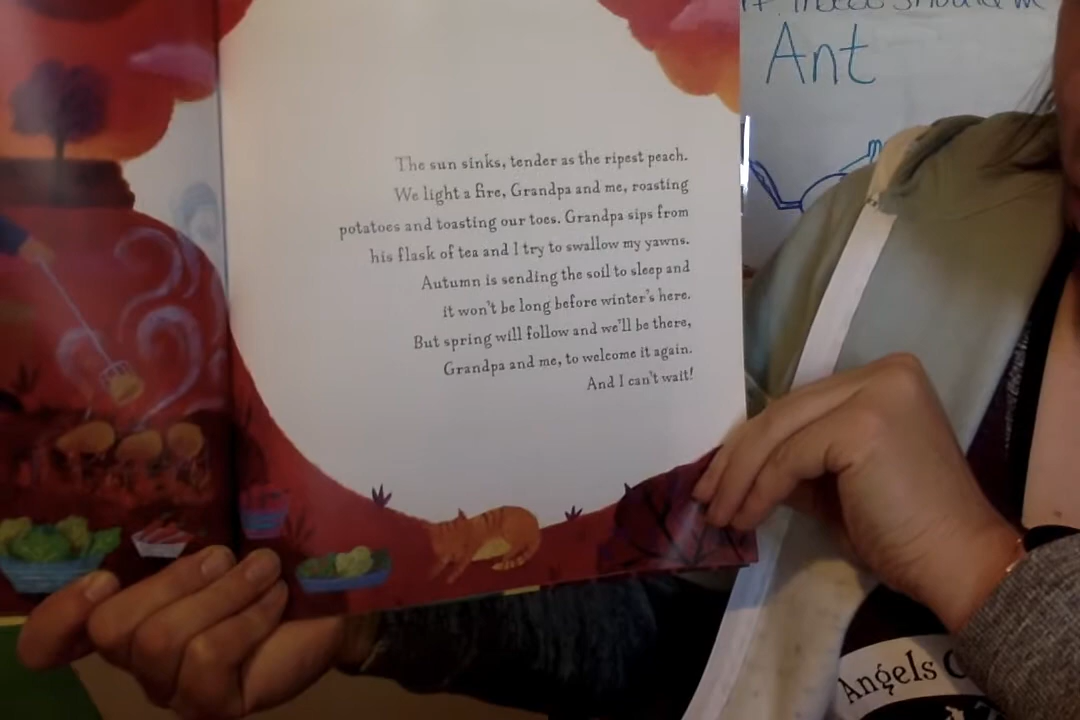 Ant
The sun sinks, tender as the ripest peach.
We light a fire, Grandpa and me, roasting
potatoes and toasting our toes. Grandpa sips from
his flask of tea and I try to swallow my yawns.
Autumn is sending the soil to sleep and
it won't be long before winter's here.
But spring will follow and we'll be there,
Grandpa and me, to welcome it again.
And I can't wait!
Angels